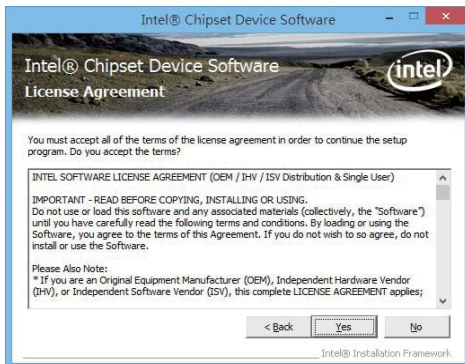 Intel® Chipset Device Software
Intel® Chipset Device Software
License Agreement
(intel)
You must accept all of the terms of the license agreement in order to continue the setup
program. Do you accept the terms?
INTEL SOFTWARE LICENSE AGREEMENT (OEM / IHV / ISV Distribution & Single User)
IMPORTANT - READ BEFORE COPYING, INSTALLING OR USING.
Do not use or load this software and any associated materials (collectively, the "Software")
until you have carefully read the following terms and conditions. By loading or using the
Software, you agree to the terms of this Agreement. If you do not wish to so agree, do not
install or use the Software.
Please Also Note:
* If you are an Original Equipment Manufacturer (OEM), Independent Hardware Vendor
(IHV), or Independent Software Vendor (ISV), this complete LICENSE AGREEMENT applies;
< Back Yes No
Intel® Installation Framework